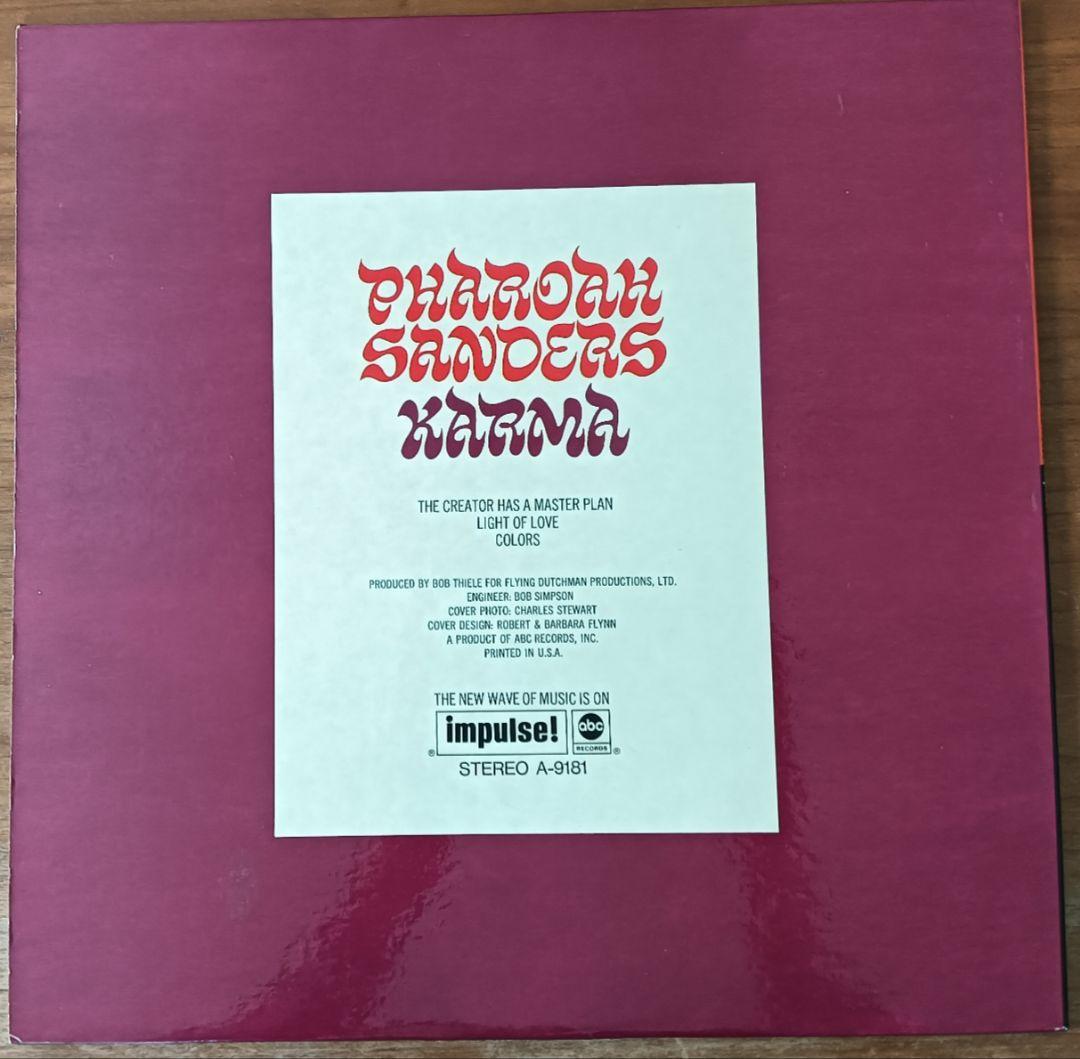 PHAROAH
SANDERS
KARMA
THE CREATOR HAS A MASTER PLAN
LIGHT OF LOVE
COLORS
PRODUCED BY BOB THIELE FOR FLYING DUTCHMAN PRODUCTIONS, LTD.
ENGINEER: BOB SIMPSON
COVER PHOTO: CHARLES STEWART
COVER DESIGN: ROBERT & BARBARA FLYNN
A PRODUCT OF ABC RECORDS, INC.
PRINTED IN U.S.A.
THE NEW WAVE OF MUSIC IS ON
® impulse! abc RECORDS ®
STEREO A-9181